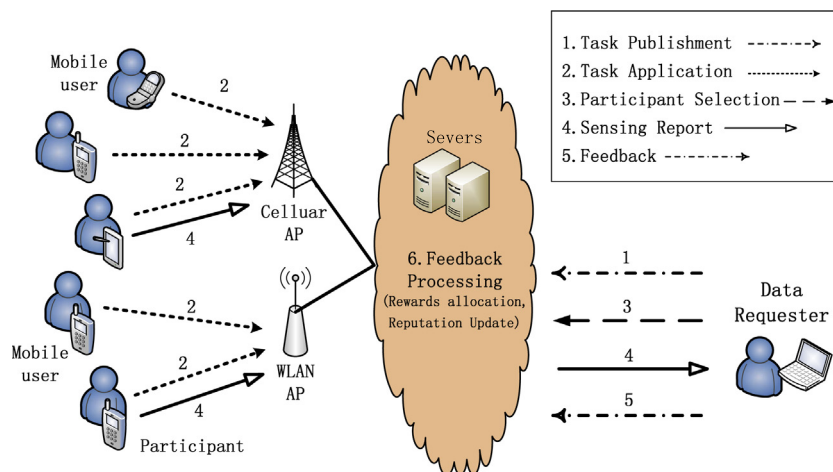 Mobile
user
2
2
2
4
Celluar
AP
2
Mobile
user
2
4
WLAN
AP
Participant
Severs
6. Feedback
Processing
(Rewards allocation,
Reputation Update)
1. Task Publishment
2. Task Application
3. Participant Selection
4. Sensing Report
5. Feedback
1
3
4
5
Data
Requester